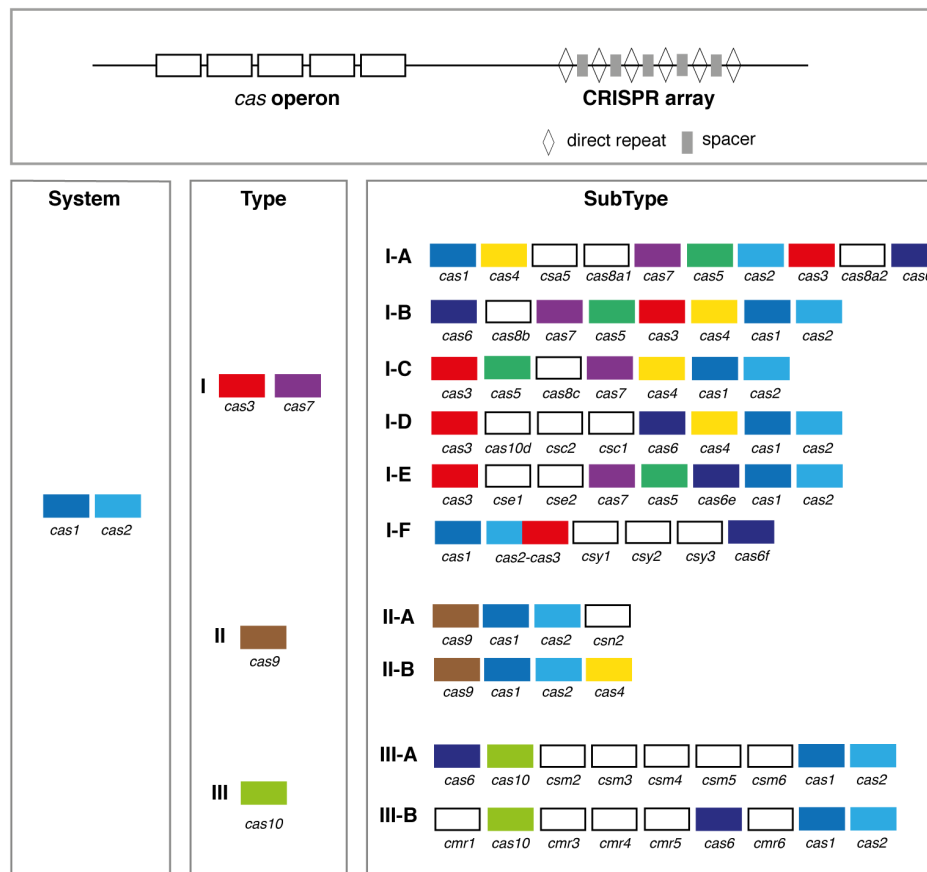 cas operon
CRISPR array
direct repeat
spacer
System
Type
SubType
cas1 cas2
I
cas3 cas7
II
cas9
III
cas10
I-A
cas1 cas4 csa5 cas8a1 cas7 cas5 cas2 cas3 cas8a2
I-B
cas6 cas8b cas7 cas5 cas3 cas4 cas1 cas2
I-C
cas3 cas5 cas8c cas7 cas4 cas1 cas2
I-D
cas3 cas10d csc2 csc1 cas6 cas4 cas1 cas2
I-E
cas3 cse1 cse2 cas7 cas5 cas6e cas1 cas2
I-F
cas1 cas2-cas3 csy1 csy2 csy3 cas6f
II-A
cas9 cas1 cas2 csn2
II-B
cas9 cas1 cas2 cas4
III-A
cas6 cas10 csm2 csm3 csm4 csm5 csm6 cas1 cas2
III-B
cmr1 cas10 cmr3 cmr4 cmr5 cas6 cmr6 cas1 cas2